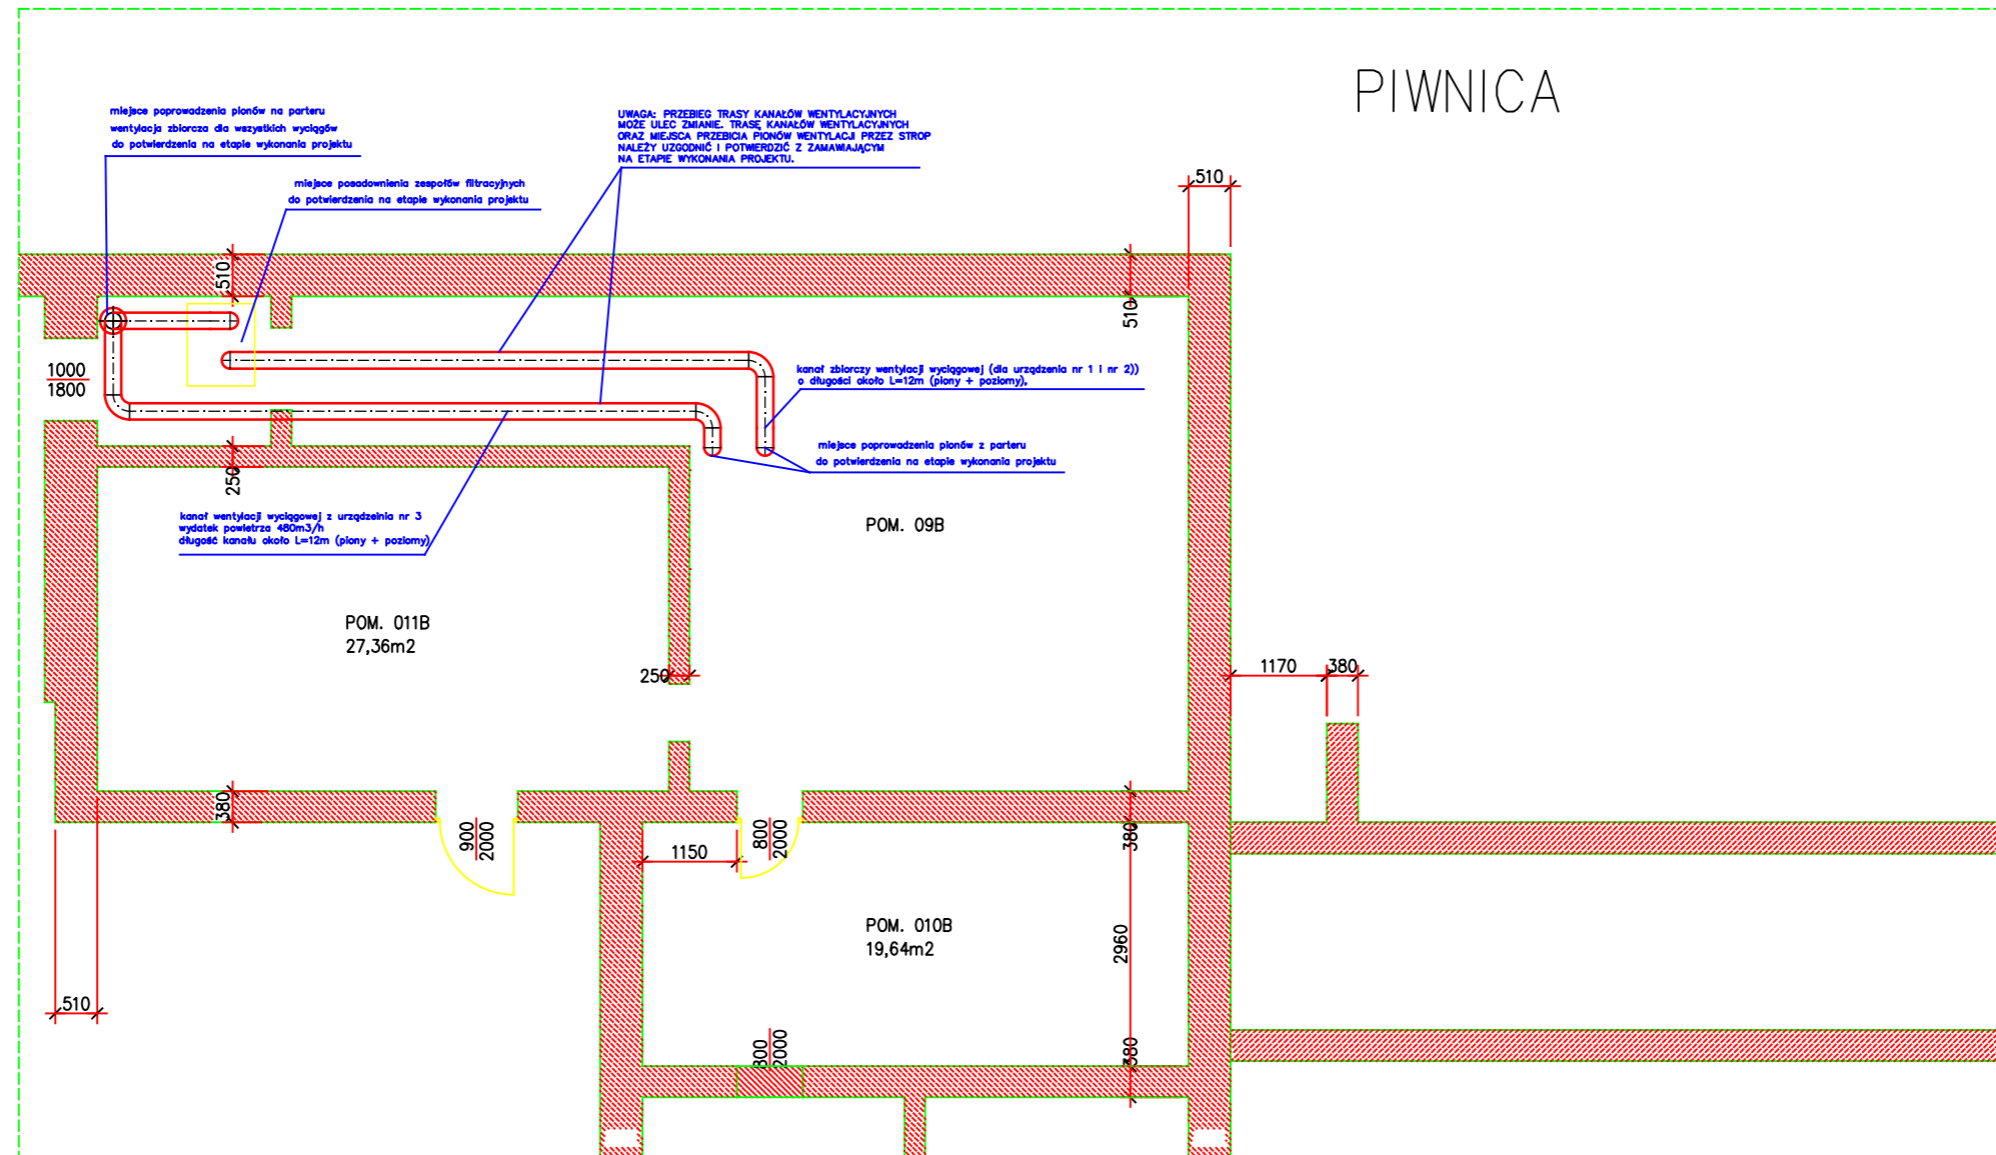 PIWNICA
miejsce poprowadzenia pionów na parteru
wentylacja zbiorcza dla wszystkich wyciągów
do potwierdzenia na etapie wykonania projektu
UWAGA: PRZEBIEG TRASY KANAŁÓW WENTYLACYJNYCH
MOŻE ULEC ZMIANIE. TRASĘ KANAŁÓW WENTYLACYJNYCH
ORAZ MIEJSCA PRZEBICIA PIONÓW WENTYLACJI PRZEZ STROP
NALEŻY UZGODNIĆ I POTWIERDZIĆ Z ZAMAWIAJĄCYM
NA ETAPIE WYKONANIA PROJEKTU.
miejsce posadownienia zespołów filtracyjnych
do potwierdzenia na etapie wykonania projektu
510
510
510
1000
1800
kanał zbiorczy wentylacji wyciągowej (dla urządzenia nr 1 i nr 2))
o długości około L=12m (piony + poziomy),
miejsce poprowadzenia pionów z parteru
do potwierdzenia na etapie wykonania projektu
250
kanał wentylacji wyciągowej z urządzeinia nr 3
wydatek powietrza 480m3/h
długość kanału około L=12m (piony + poziomy)
POM. 09B
POM. 011B
27,36m2
250
1170
380
380
900
2000
800
2000
1150
380
POM. 010B
19,64m2
2960
510
800
2000
380